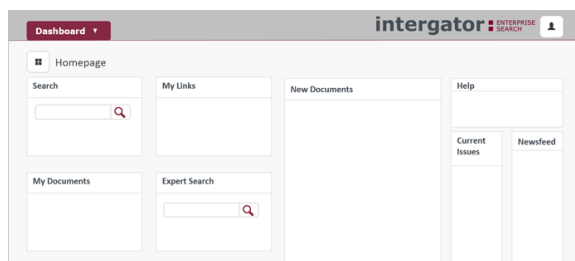 Dashboard
intergator
ENTERPRISE
SEARCH
Homepage
Search
My Links
New Documents
Help
Current
Issues
Newsfeed
My Documents
Expert Search